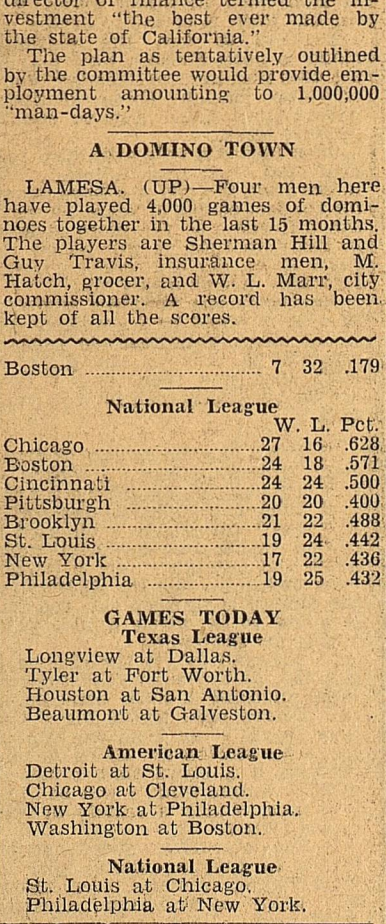 director of finance termed the in-
vestment "the best ever made by
the state of California."
The plan as tentatively outlined
by the committee would provide em-
ployment amounting to 1,000,000
"man-days."
A DOMINO TOWN
LAMESA. (UP)—Four men here
have played 4,000 games of domi-
noes together in the last 15 months.
The players are Sherman Hill and
Guy Travis, insurance men, M.
Hatch, grocer, and W. L. Marr, city
commissioner. A record has been
kept of all the scores.
Boston .............................. 7 32 .179
National League
W. L. Pct.
Chicago .............................. 27 16 .628
Boston .............................. 24 18 .571
Cincinnati .............................. 24 24 .500
Pittsburgh .............................. 20 20 .400
Brooklyn .............................. 21 22 .488
St. Louis .............................. 19 24 .442
New York .............................. 17 22 .436
Philadelphia .............................. 19 25 .432
GAMES TODAY
Texas League
Longview at Dallas.
Tyler at Fort Worth.
Houston at San Antonio.
Beaumont at Galveston.
American League
Detroit at St. Louis.
Chicago at Cleveland.
New York at Philadelphia.
Washington at Boston.
National League
St. Louis at Chicago.
Philadelphia at New York.